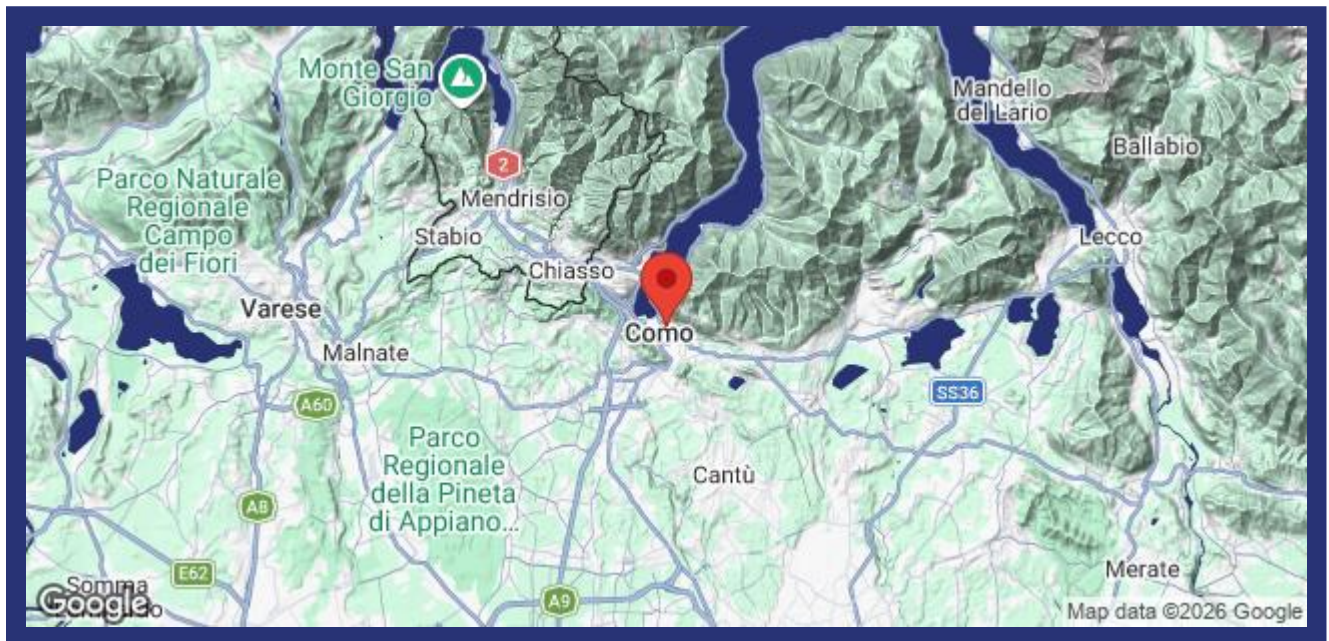 Monte San
Giorgio
Mandello
del Lario
Ballabio
2
Parco Naturale
Regionale
Campo
dei Fiori
Mendrisio
Stabio
Lecco
Chiasso
Varese
Como
Malnate
SS36
A60
Parco
Regionale
della Pineta
di Appiano...
Cantù
A8
E62
Merate
Somma
Google
A9
Map data ©2026 Google